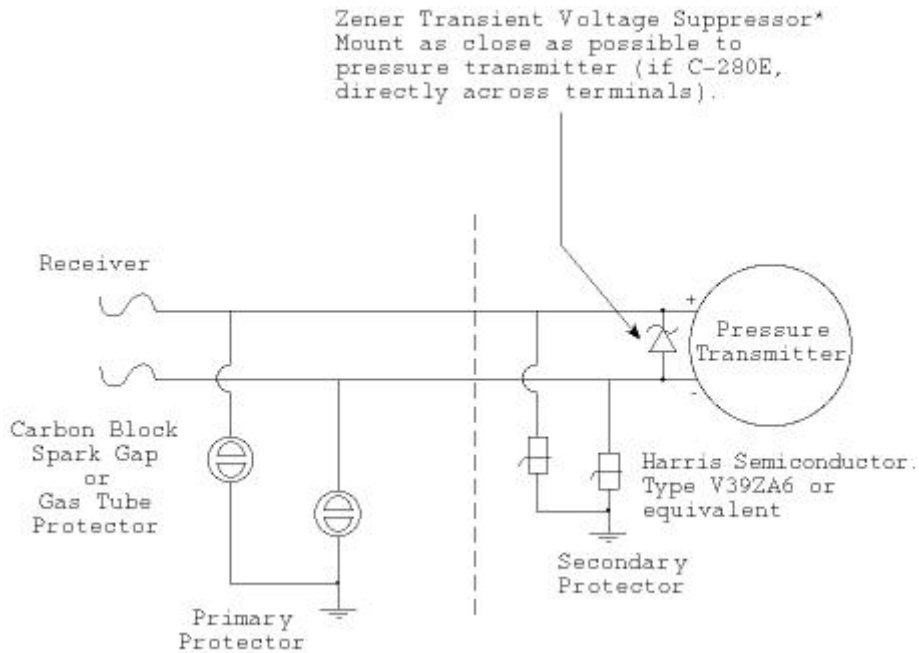 Zener Transient Voltage Suppressor*
Mount as close as possible to
pressure transmitter (if C-280E,
directly across terminals).
Receiver
+
Pressure
Transmitter
-
Carbon Block
Spark Gap
or
Gas Tube
Protector
Harris Semiconductor.
Type V39ZA6 or
equivalent
Secondary
Protector
Primary
Protector